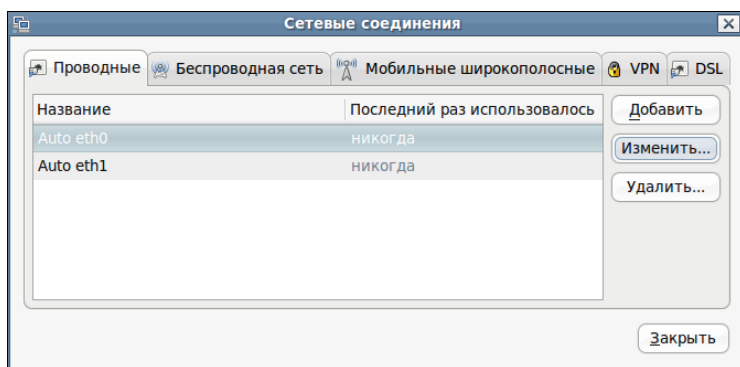 Сетевые соединения
Проводные Беспроводная сеть Мобильные широкополосные VPN DSL
Название Последний раз использовалось Добавить
Auto eth0 никогда Изменить...
Auto eth1 никогда Удалить...
Закрыть